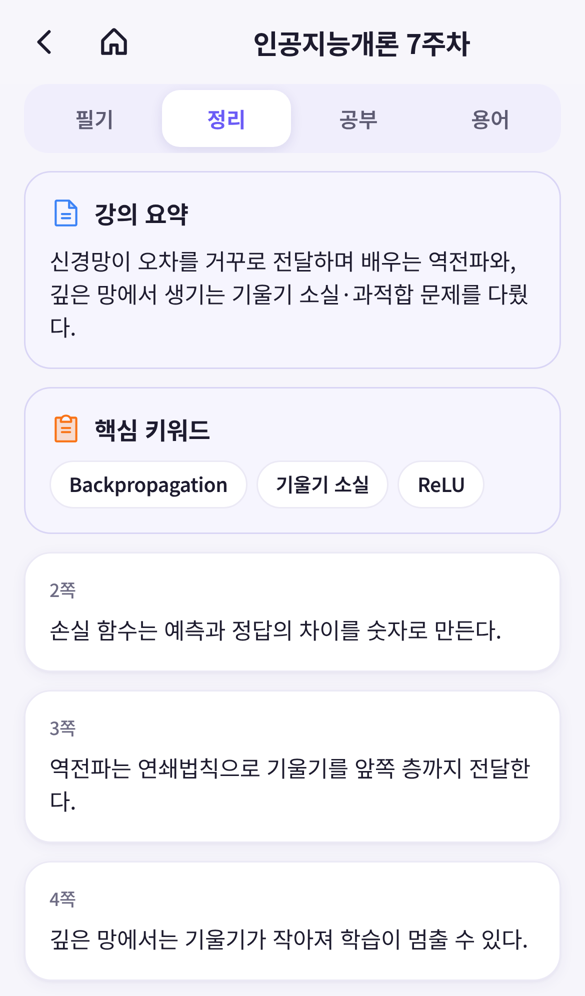 인공지능개론 7주차
필기
정리
공부
용어
강의 요약
신경망이 오차를 거꾸로 전달하며 배우는 역전파와,
깊은 망에서 생기는 기울기 소실·과적합 문제를 다뤘
다.
핵심 키워드
Backpropagation
기울기 소실
ReLU
2쪽
손실 함수는 예측과 정답의 차이를 숫자로 만든다.
3쪽
역전파는 연쇄법칙으로 기울기를 앞쪽 층까지 전달한
다.
4쪽
깊은 망에서는 기울기가 작아져 학습이 멈출 수 있다.